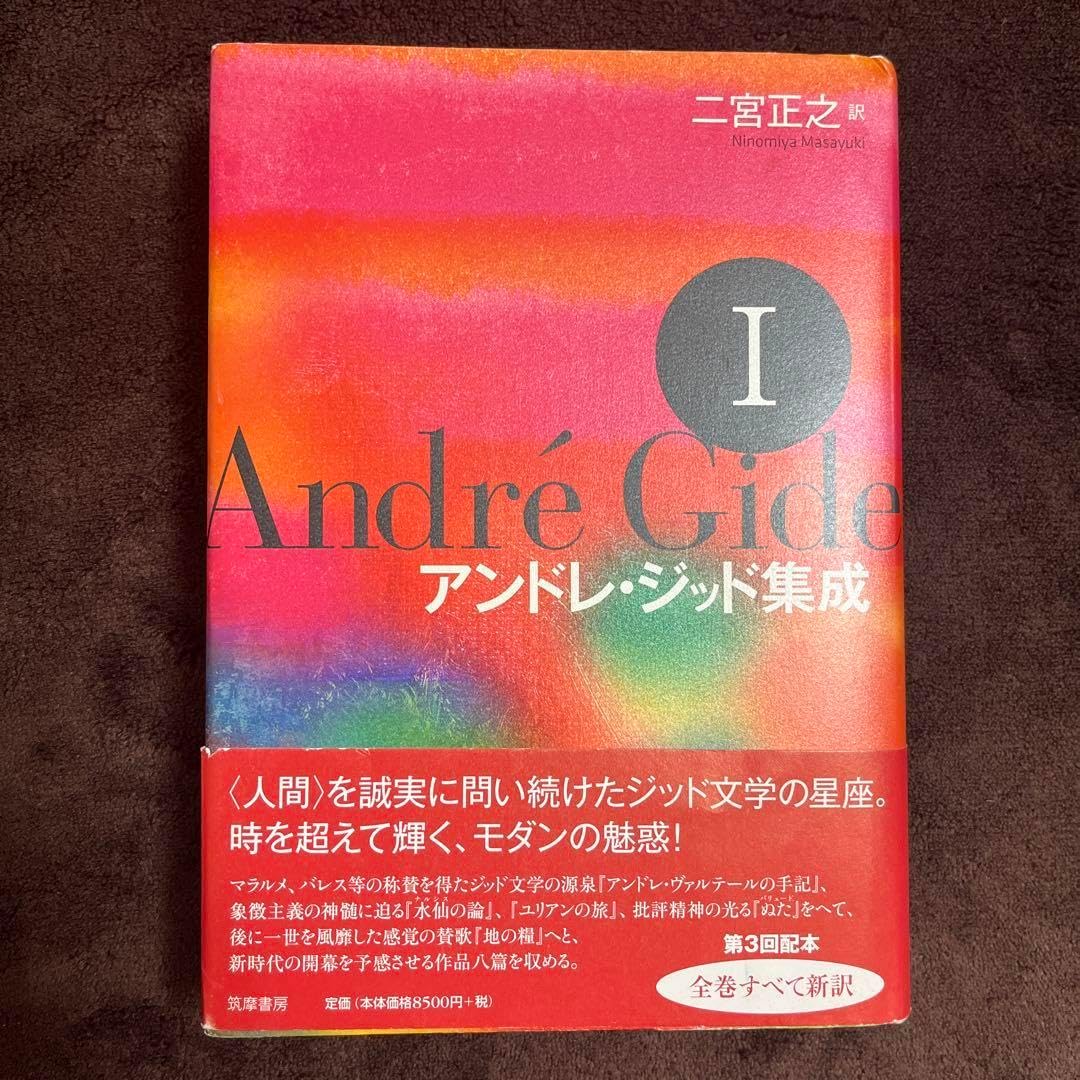 二宮正之 訳
Ninomiya Masayuki
I
André Gide
アンドレ・ジッド集成
〈人間〉を誠実に問い続けたジッド文学の星座。
時を超えて輝く、モダンの魅惑!
マラルメ、バレス等の称賛を得たジッド文学の源泉『アンドレ・ヴァルテールの手記』、
ナルシス パリュード
象徴主義の神髄に迫る『水仙の論』、『ユリアンの旅』、批評精神の光る『ぬた』をへて、
後に一世を風靡した感覚の賛歌『地の糧』へと、
新時代の開幕を予感させる作品八篇を収める。
第3回配本
全巻すべて新訳
筑摩書房 定価(本体価格8500円+税)